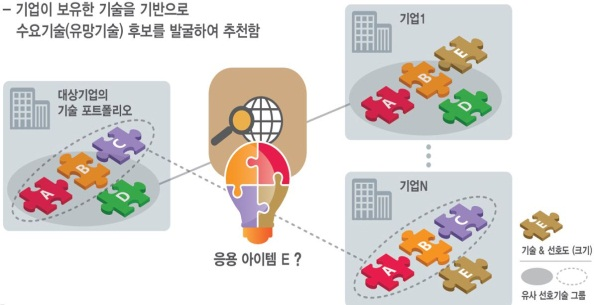 – 기업이 보유한 기술을 기반으로
수요기술(유망기술) 후보를 발굴하여 추천함
대상기업의
기술 포트폴리오
A
B
C
D
응용 아이템 E ?
기업1
A
B
E
D
기업N
A
B
C
E
E
기술 & 선호도 (크기)
유사 선호기술 그룹